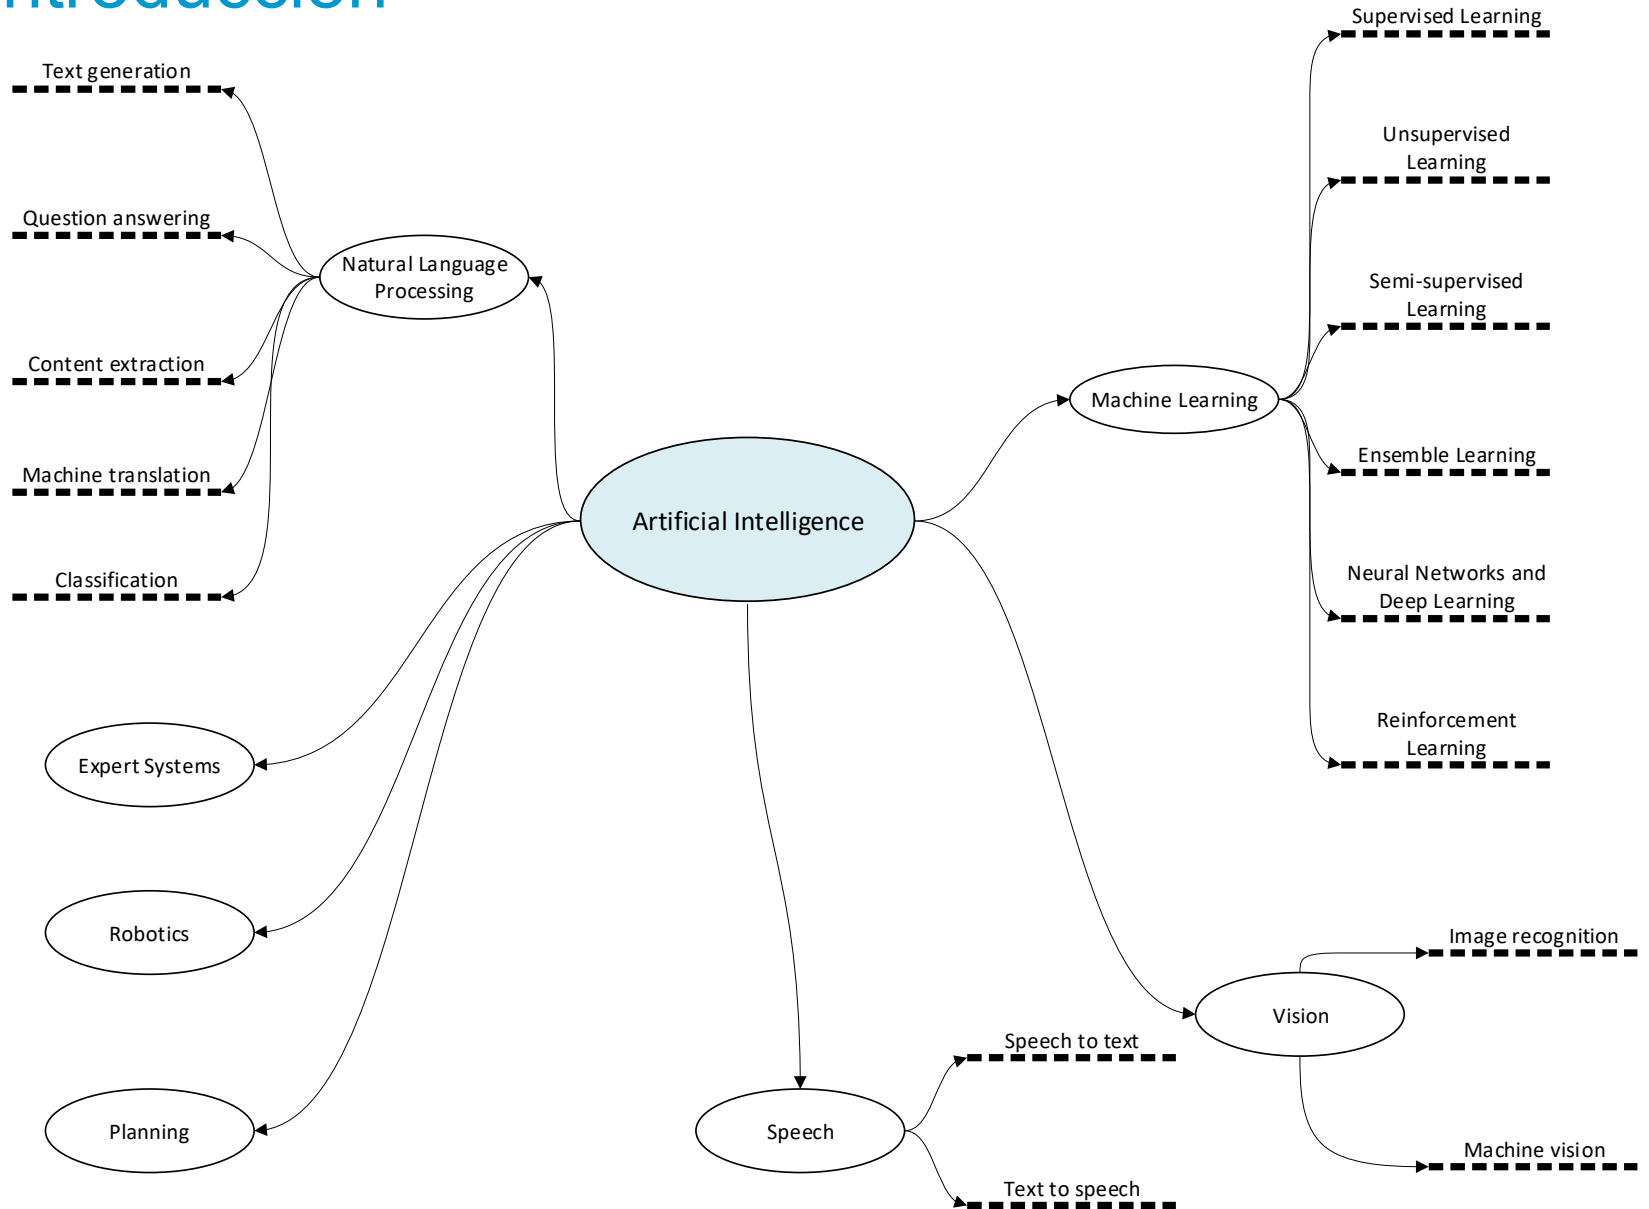 Introducción
Text generation
Question answering
Natural Language
Processing
Content extraction
Machine translation
Classification
Expert Systems
Robotics
Planning
Artificial Intelligence
Supervised Learning
Unsupervised
Learning
Semi-supervised
Learning
Machine Learning
Ensemble Learning
Neural Networks and
Deep Learning
Reinforcement
Learning
Image recognition
Vision
Machine vision
Speech to text
Speech
Text to speech